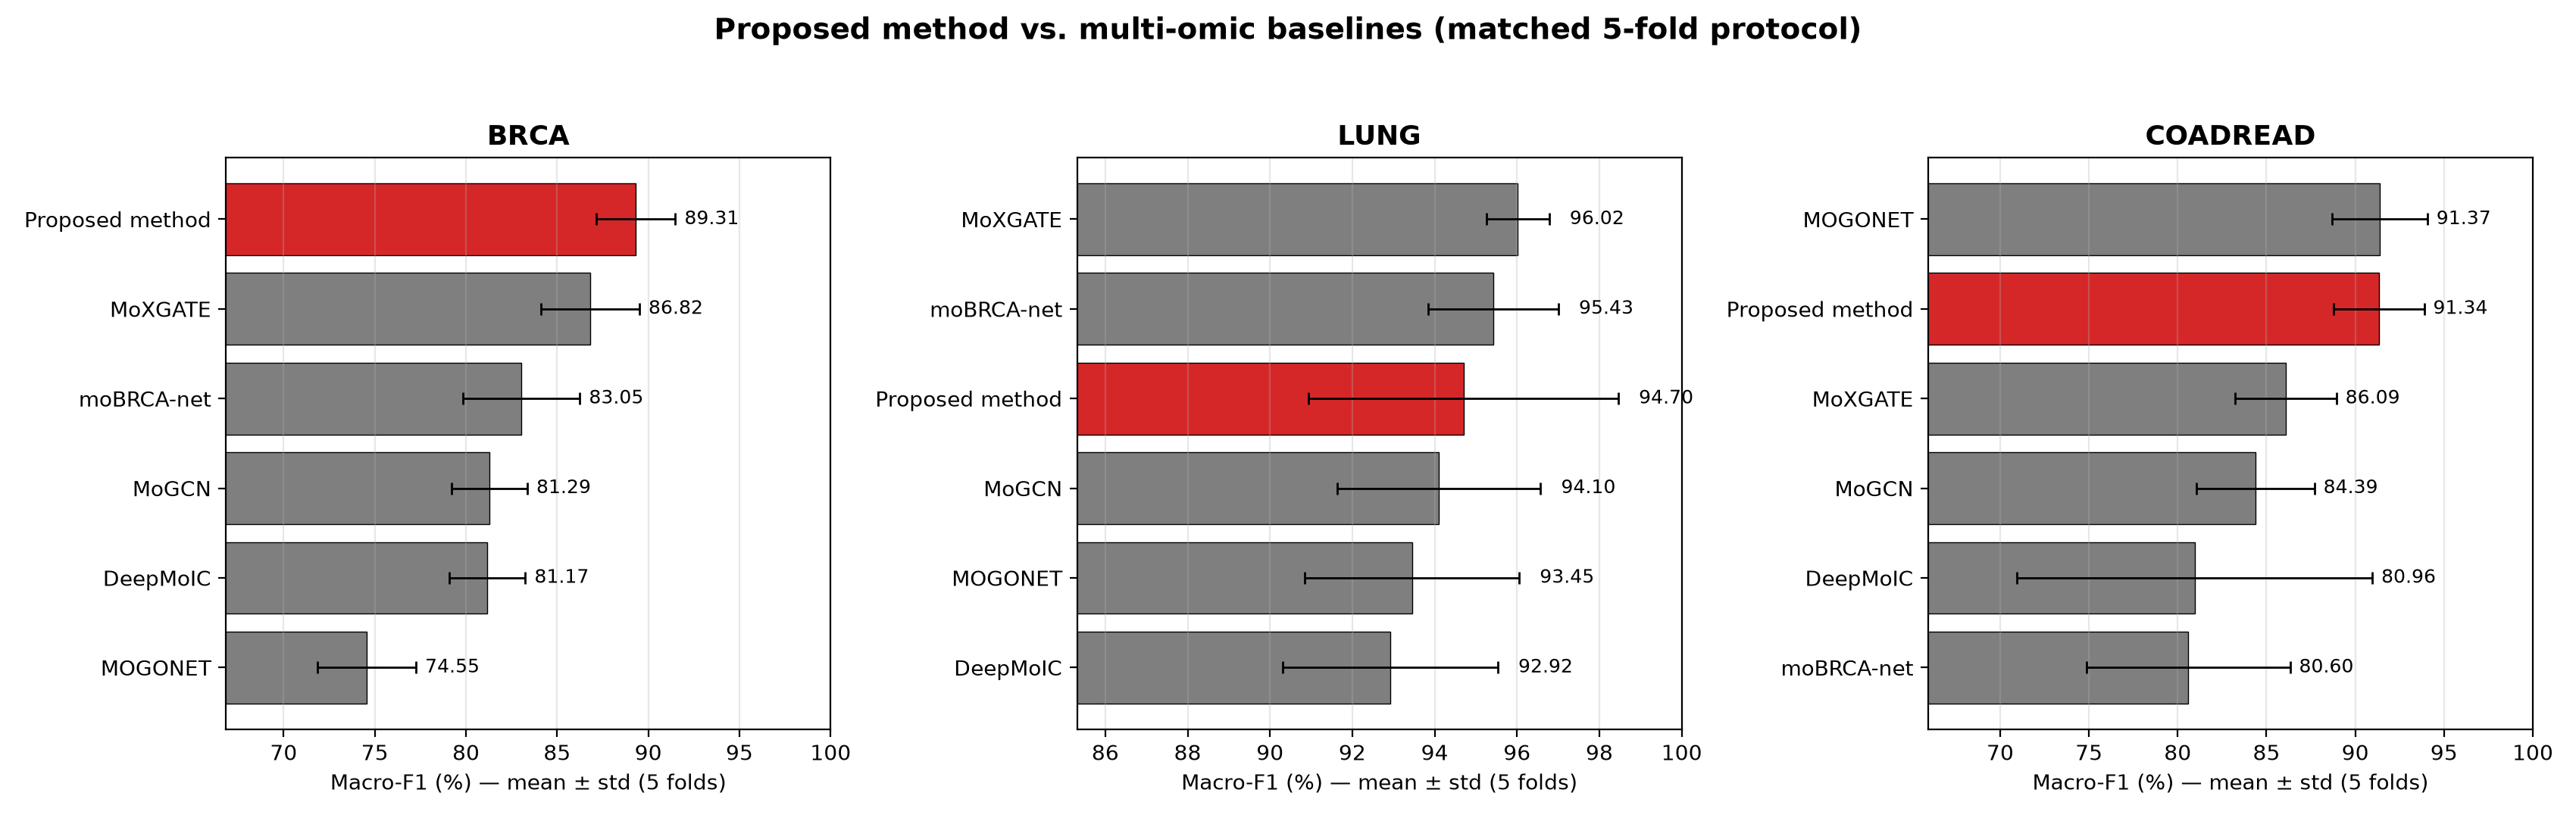 Proposed method vs. multi-omic baselines (matched 5-fold protocol)
BRCA
Proposed method
89.31
MoXGATE
86.82
moBRCA-net
83.05
MoGCN
81.29
DeepMoIC
81.17
MOGONET
74.55
70 75 80 85 90 95 100
Macro-F1 (%) — mean ± std (5 folds)
LUNG
MoXGATE
96.02
moBRCA-net
95.43
Proposed method
94.70
MoGCN
94.10
MOGONET
93.45
DeepMoIC
92.92
86 88 90 92 94 96 98 100
Macro-F1 (%) — mean ± std (5 folds)
COADREAD
MOGONET
91.37
Proposed method
91.34
MoXGATE
86.09
MoGCN
84.39
DeepMoIC
80.96
moBRCA-net
80.60
70 75 80 85 90 95 100
Macro-F1 (%) — mean ± std (5 folds)